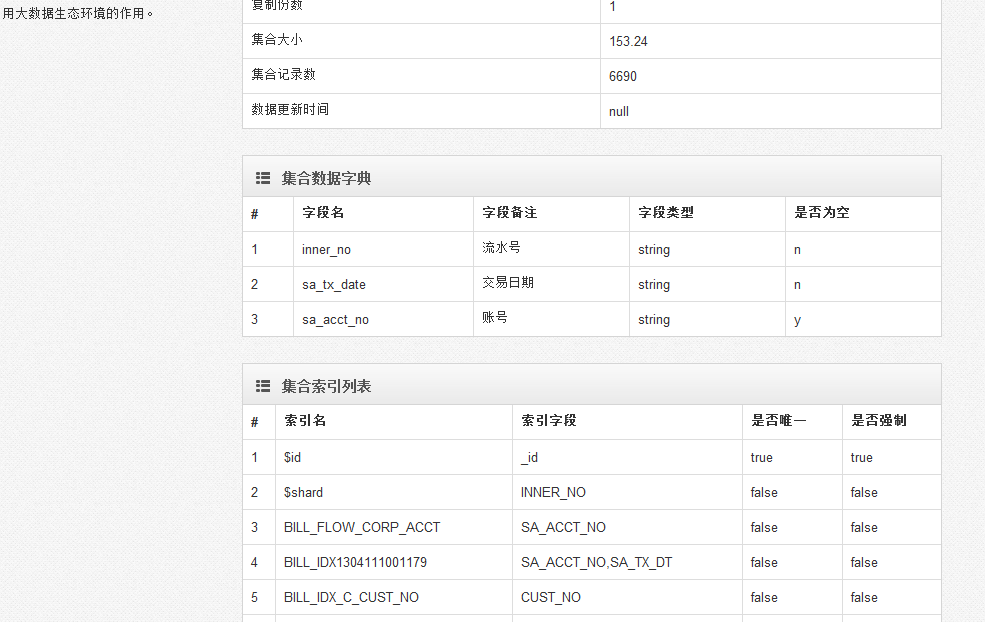 用大数据生态环境的作用。
复制份数 1
集合大小 153.24
集合记录数 6690
数据更新时间 null
集合数据字典
# 字段名 字段备注 字段类型 是否为空
1 inner_no 流水号 string n
2 sa_tx_date 交易日期 string n
3 sa_acct_no 账号 string y
集合索引列表
# 索引名 索引字段 是否唯一 是否强制
1 $id _id true true
2 $shard INNER_NO false false
3 BILL_FLOW_CORP_ACCT SA_ACCT_NO false false
4 BILL_IDX1304111001179 SA_ACCT_NO,SA_TX_DT false false
5 BILL_IDX_C_CUST_NO CUST_NO false false